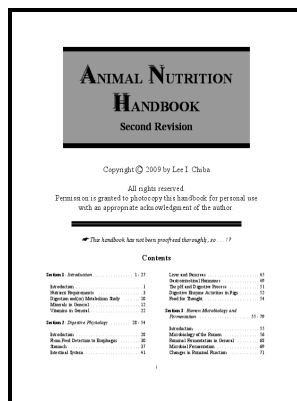 ANIMAL NUTRITION
HANDBOOK
Second Revision
Copyright © 2009 by Lee I. Chiba
All rights reserved
Permission is granted to photocopy this handbook for personal use
with an appropriate acknowledgment of the author.
☛ This handbook has not been proofread thoroughly, so . . . !?
Contents
Section 1 Introduction . . . . . . . . . . . . 1 - 27
Introduction . . . . . . . . . . . . 1
Nutrient Requirements . . . . . . . . . . . . 3
Digestion and(or) Metabolism Study . . . . . . 20
Minerals in General . . . . . . . . . . . . 22
Vitamins in General . . . . . . . . . . . . 22
Section 2 Digestive Physiology . . . . . . . . 28 - 54
Introduction . . . . . . . . . . . . 28
From Feed Detection to Esophagus . . . . . . 30
Stomach . . . . . . . . . . . . 37
Intestinal System . . . . . . . . . . . . 41
Liver and Pancreas . . . . . . . . . . . . 45
Gastrointestinal Hormones . . . . . . . . . . . . 49
The pH and Digestive Process . . . . . . . . 51
Digestive Enzyme Activities in Pigs . . . . . . 52
Food for Thought . . . . . . . . . . . . 54
Section 3 Rumen Microbiology and
Fermentation . . . . . . . . . . . . 55 - 79
Introduction . . . . . . . . . . . . 55
Microbiology of the Rumen . . . . . . . . 56
Ruminal Fermentation in General . . . . . . 60
Microbial Fermentation . . . . . . . . . . . . 69
Changes in Ruminal Function . . . . . . . . 71
i